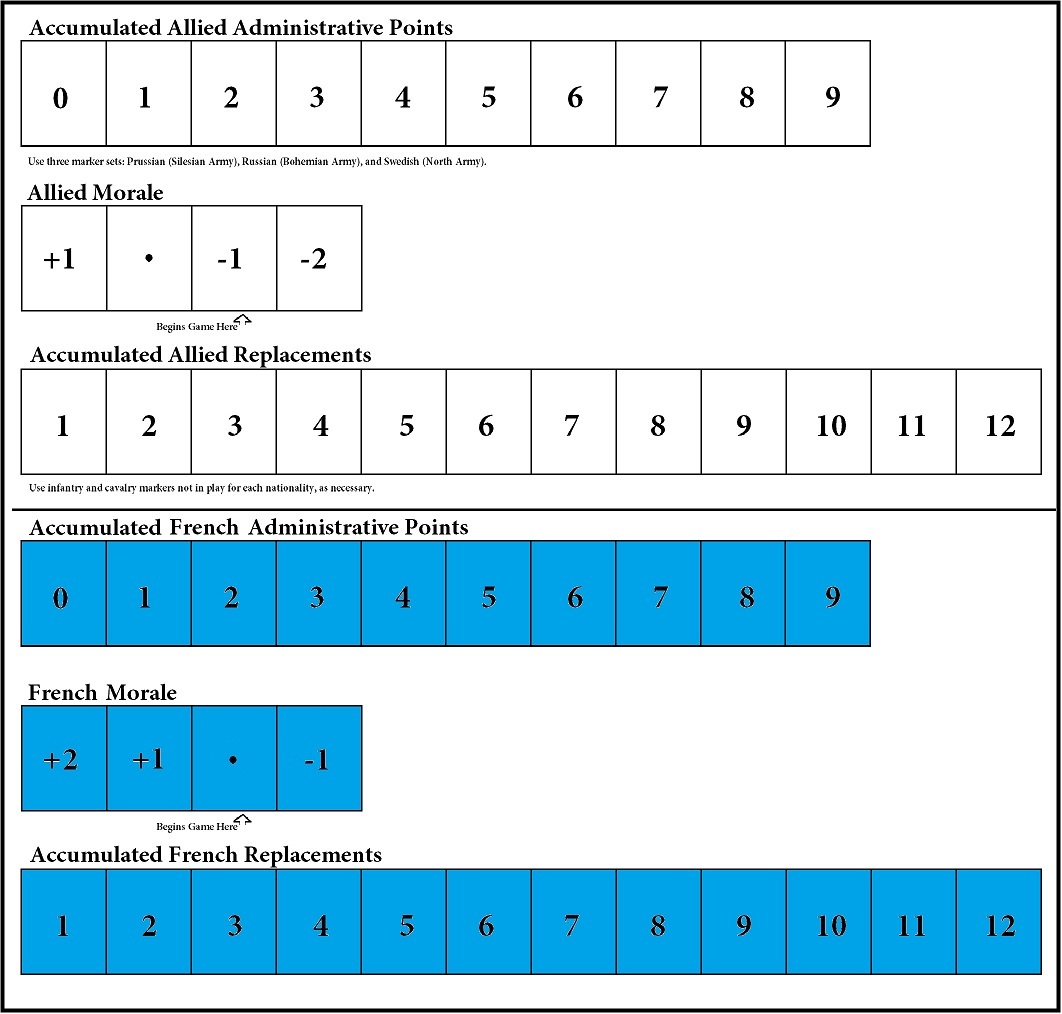 Accumulated Allied Administrative Points
0 1 2 3 4 5 6 7 8 9
Use three marker sets: Prussian (Silesian Army), Russian (Bohemian Army), and Swedish (North Army).
Allied Morale
+1 • -1 -2
Begins Game Here
Accumulated Allied Replacements
1 2 3 4 5 6 7 8 9 10 11 12
Use infantry and cavalry markers not in play for each nationality, as necessary.
Accumulated French Administrative Points
0 1 2 3 4 5 6 7 8 9
French Morale
+2 +1 • -1
Begins Game Here
Accumulated French Replacements
1 2 3 4 5 6 7 8 9 10 11 12